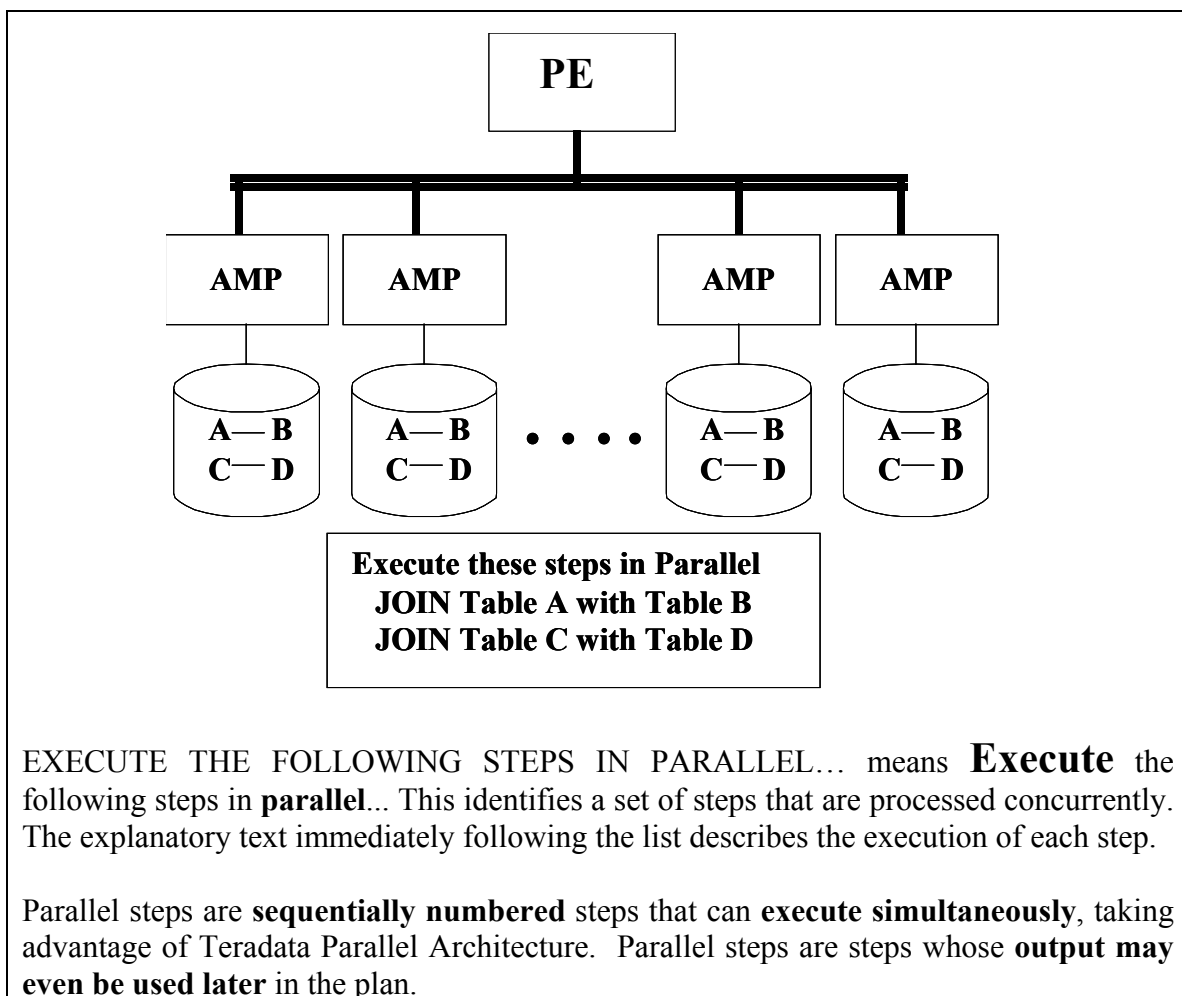 PE
AMP AMP AMP AMP
A—B A—B • • • • A—B A—B
C—D C—D C—D C—D
Execute these steps in Parallel
JOIN Table A with Table B
JOIN Table C with Table D
EXECUTE THE FOLLOWING STEPS IN PARALLEL… means Execute the
following steps in parallel... This identifies a set of steps that are processed concurrently.
The explanatory text immediately following the list describes the execution of each step.
Parallel steps are sequentially numbered steps that can execute simultaneously, taking
advantage of Teradata Parallel Architecture. Parallel steps are steps whose output may
even be used later in the plan.